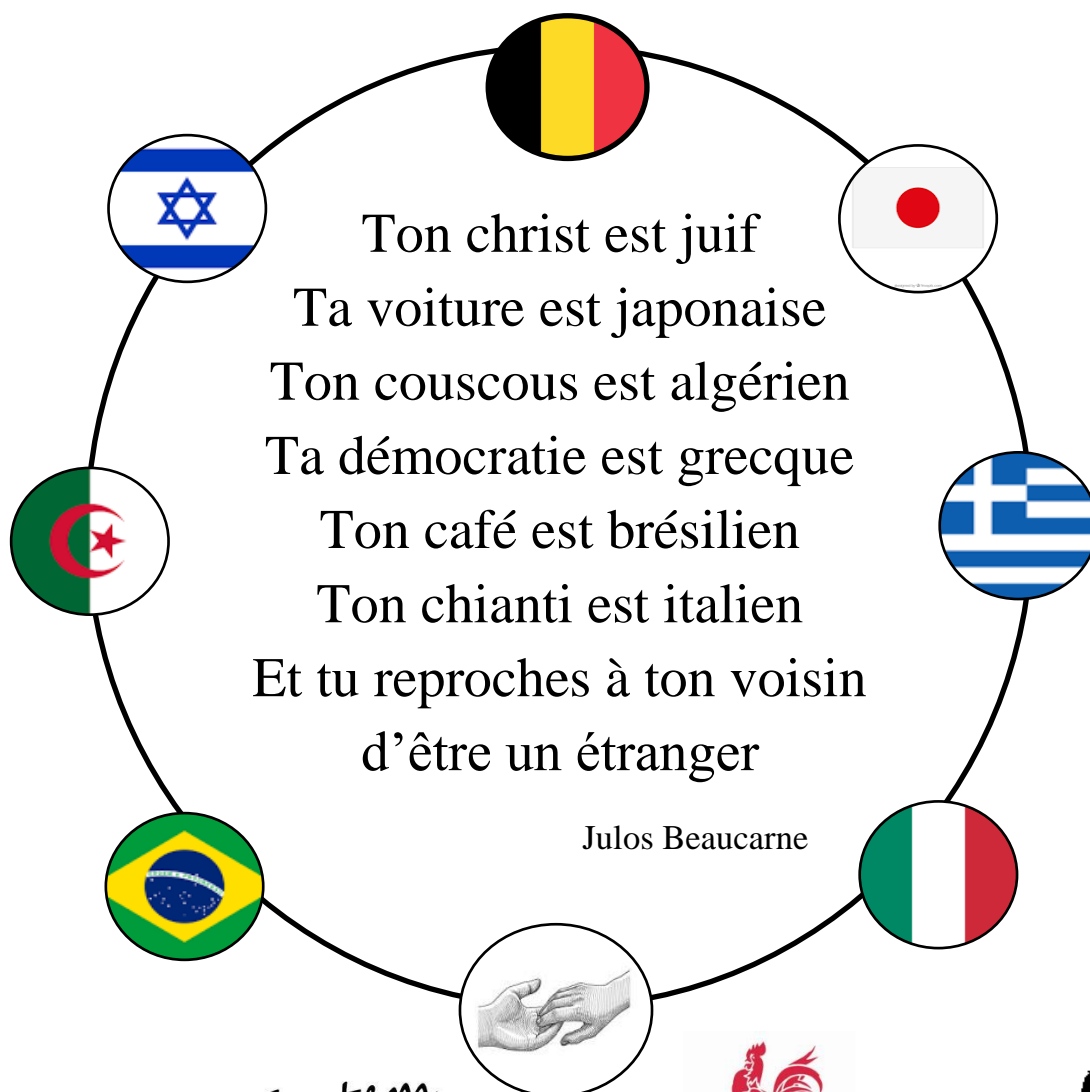 Ton christ est juif
Ta voiture est japonaise
Ton couscous est algérien
Ta démocratie est grecque
Ton café est brésilien
Ton chianti est italien
Et tu reproches à ton voisin
d’être un étranger
Julos Beaucarne